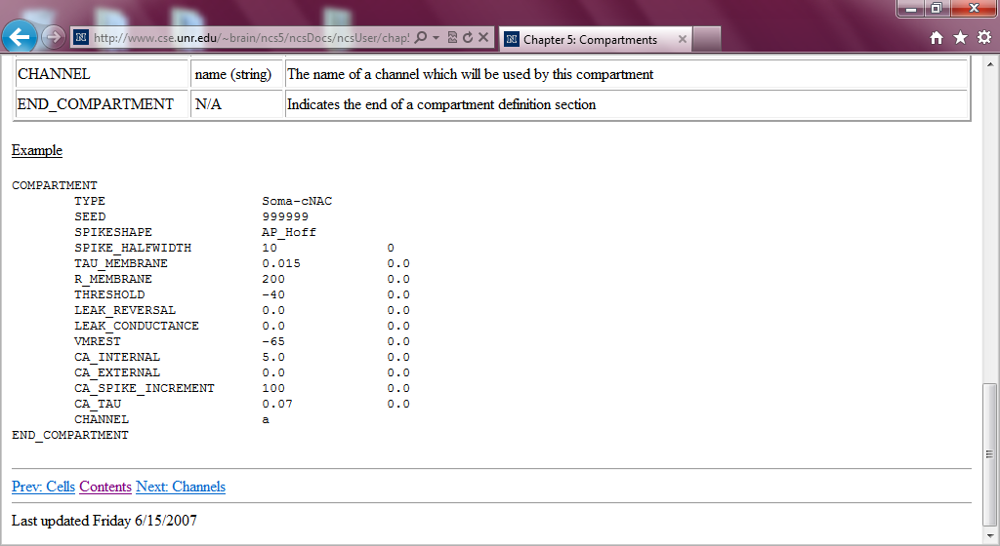 http://www.cse.unr.edu/~brain/ncs5/ncsDocs/ncsUser/chap!
Chapter 5: Compartments
CHANNEL name (string) The name of a channel which will be used by this compartment
END_COMPARTMENT N/A Indicates the end of a compartment definition section
Example
COMPARTMENT
TYPE Soma-cNAC
SEED 999999
SPIKESHAPE AP_Hoff
SPIKE_HALFWIDTH 10 0
TAU_MEMBRANE 0.015 0.0
R_MEMBRANE 200 0.0
THRESHOLD -40 0.0
LEAK_REVERSAL 0.0 0.0
LEAK_CONDUCTANCE 0.0 0.0
VMREST -65 0.0
CA_INTERNAL 5.0 0.0
CA_EXTERNAL 0.0 0.0
CA_SPIKE_INCREMENT 100 0.0
CA_TAU 0.07 0.0
CHANNEL a
END_COMPARTMENT
Prev: Cells Contents Next: Channels
Last updated Friday 6/15/2007